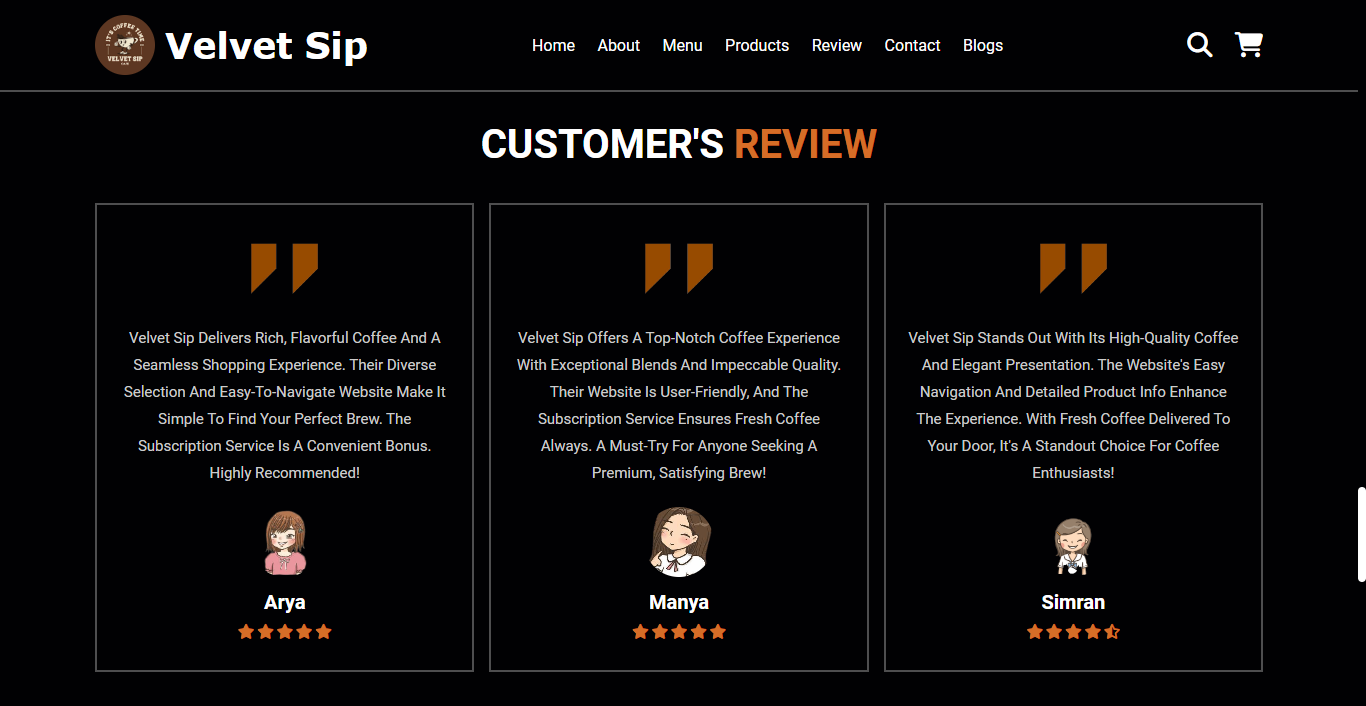 IT'S COFFEE TIME
VELVET SIP
Velvet Sip
Home About Menu Products Review Contact Blogs
CUSTOMER'S REVIEW
Velvet Sip Delivers Rich, Flavorful Coffee And A
Seamless Shopping Experience. Their Diverse
Selection And Easy-To-Navigate Website Make It
Simple To Find Your Perfect Brew. The
Subscription Service Is A Convenient Bonus.
Highly Recommended!
Arya
Velvet Sip Offers A Top-Notch Coffee Experience
With Exceptional Blends And Impeccable Quality.
Their Website Is User-Friendly, And The
Subscription Service Ensures Fresh Coffee
Always. A Must-Try For Anyone Seeking A
Premium, Satisfying Brew!
Manya
Velvet Sip Stands Out With Its High-Quality Coffee
And Elegant Presentation. The Website's Easy
Navigation And Detailed Product Info Enhance
The Experience. With Fresh Coffee Delivered To
Your Door, It's A Standout Choice For Coffee
Enthusiasts!
Simran